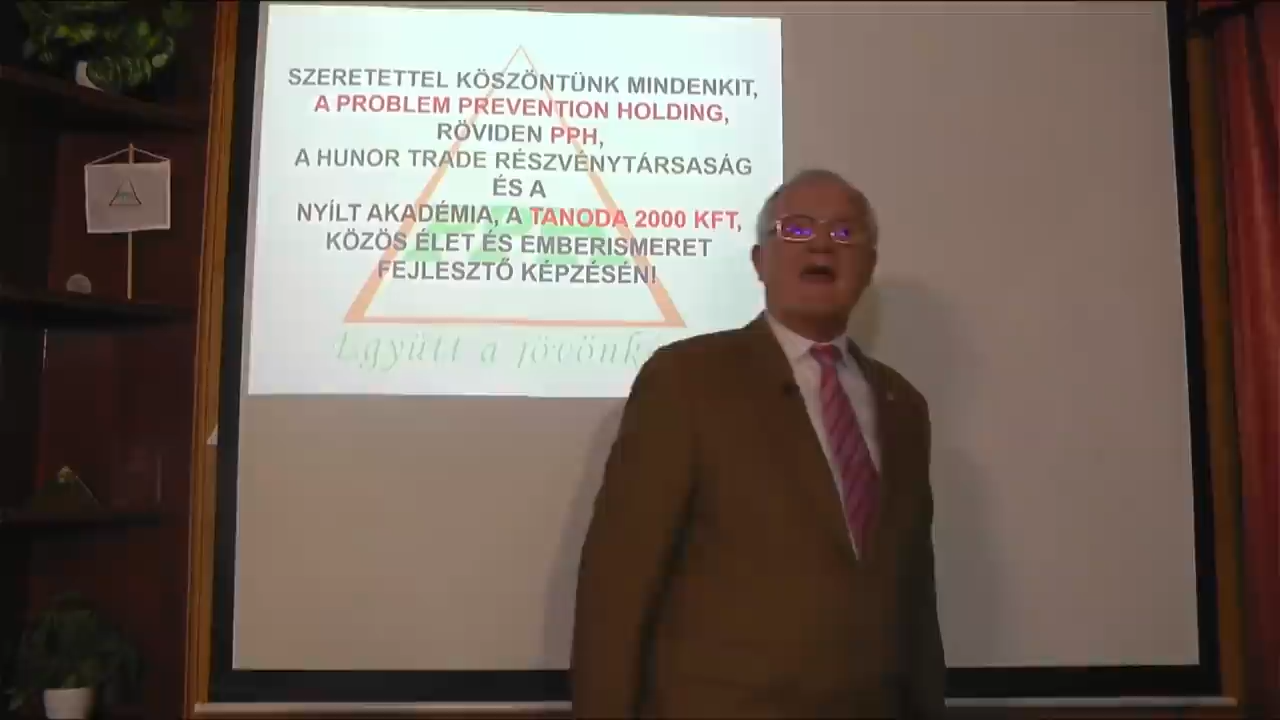 SZERETETTEL KÖSZÖNTÜNK MINDENKIT,
A PROBLEM PREVENTION HOLDING,
RÖVIDEN PPH,
A HUNOR TRADE RÉSZVÉNYTÁRSASÁG
ÉS A
NYÍLT AKADÉMIA, A TANODA 2000 KFT,
KÖZÖS ÉLET ÉS EMBERISMERET
FEJLESZTŐ KÉPZÉSÉN!
Együtt a